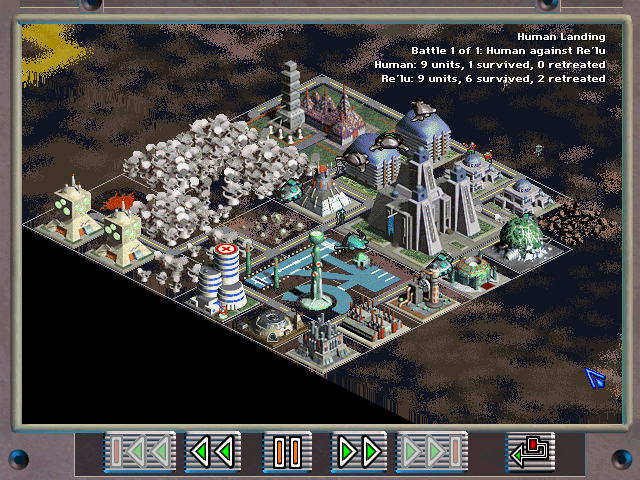 Human Landing
Battle 1 of 1: Human against Re'lu
Human: 9 units, 1 survived, 0 retreated
Re'lu: 9 units, 6 survived, 2 retreated